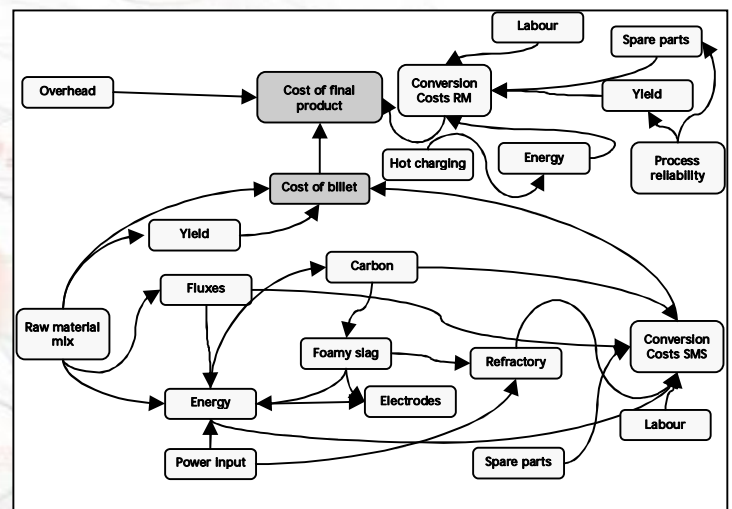 Labour
Spare parts
Overhead
Cost of final
product
Conversion
Costs RM
Yield
Hot charging
Energy
Process
reliability
Cost of billet
Yield
Carbon
Fluxes
Raw material
mix
Foamy slag
Refractory
Conversion
Costs SMS
Energy
Electrodes
Labour
Power input
Spare parts